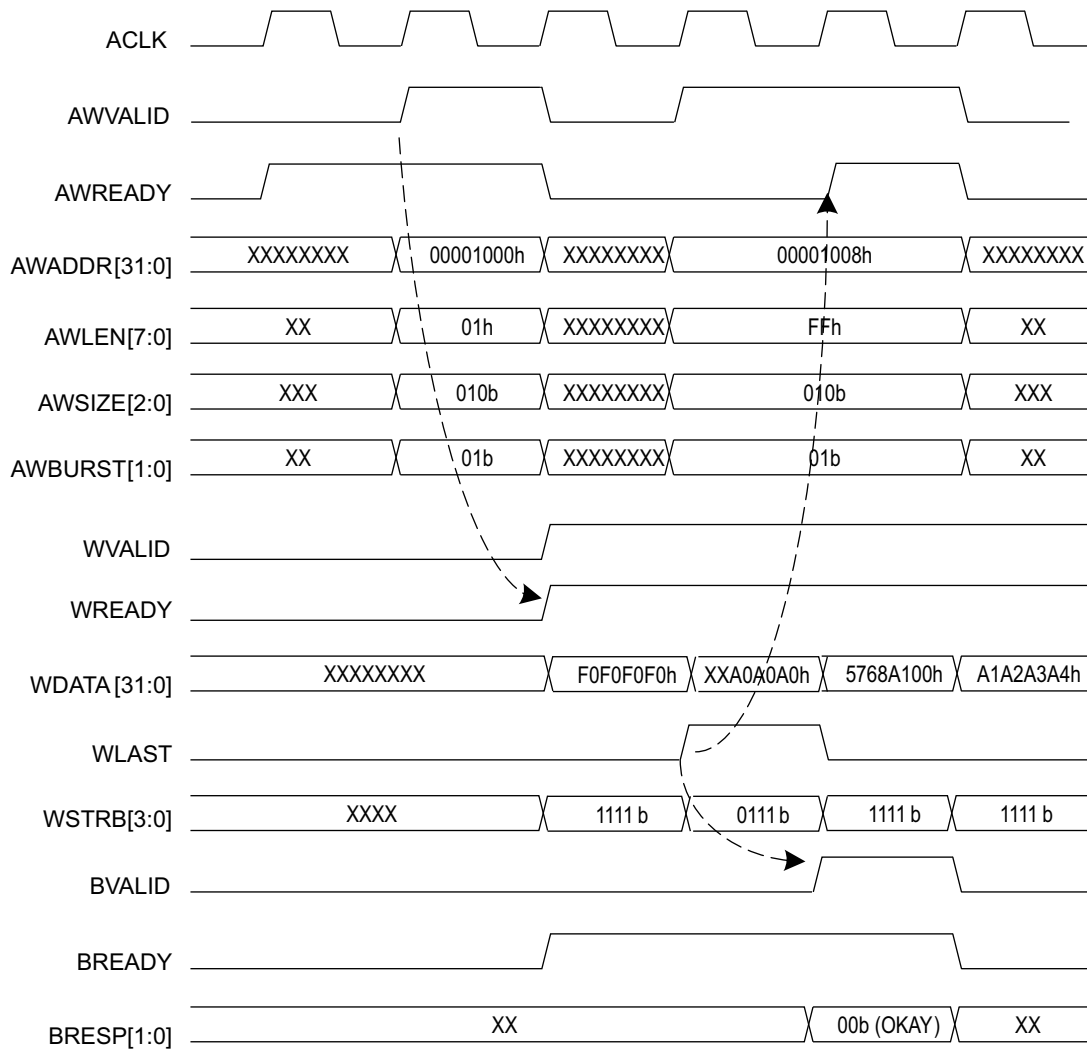 ACLK
AWVALID
AWREADY
AWADDR[31:0] XXXXXXXX 00001000h XXXXXXXX 00001008h XXXXXXXX
AWLEN[7:0] XX 01h XXXXXXXX FFh XX
AWSIZE[2:0] XXX 010b XXXXXXXX 010b XXX
AWBURST[1:0] XX 01b XXXXXXXX 01b XX
WVALID
WREADY
WDATA[31:0] XXXXXXXX F0F0F0F0h XXA0A0A0h 5768A100h A1A2A3A4h
WLAST
WSTRB[3:0] XXXX 1111 b 0111 b 1111 b 1111 b
BVALID
BREADY
BRESP[1:0] XX 00b (OKAY) XX